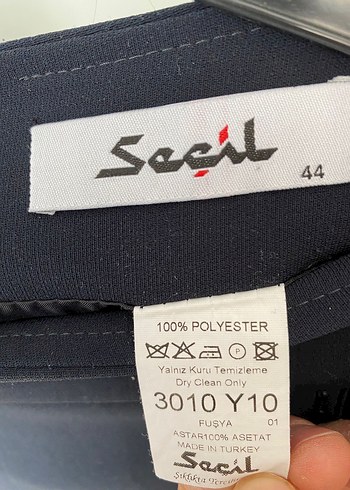 Seçil
44
100% POLYESTER
P
Yalnız Kuru Temizleme
Dry Clean Only
3010 Y10
FUŞYA 01
ASTAR100% ASETAT
MADE IN TURKEY
Seçil
Şıklıkta